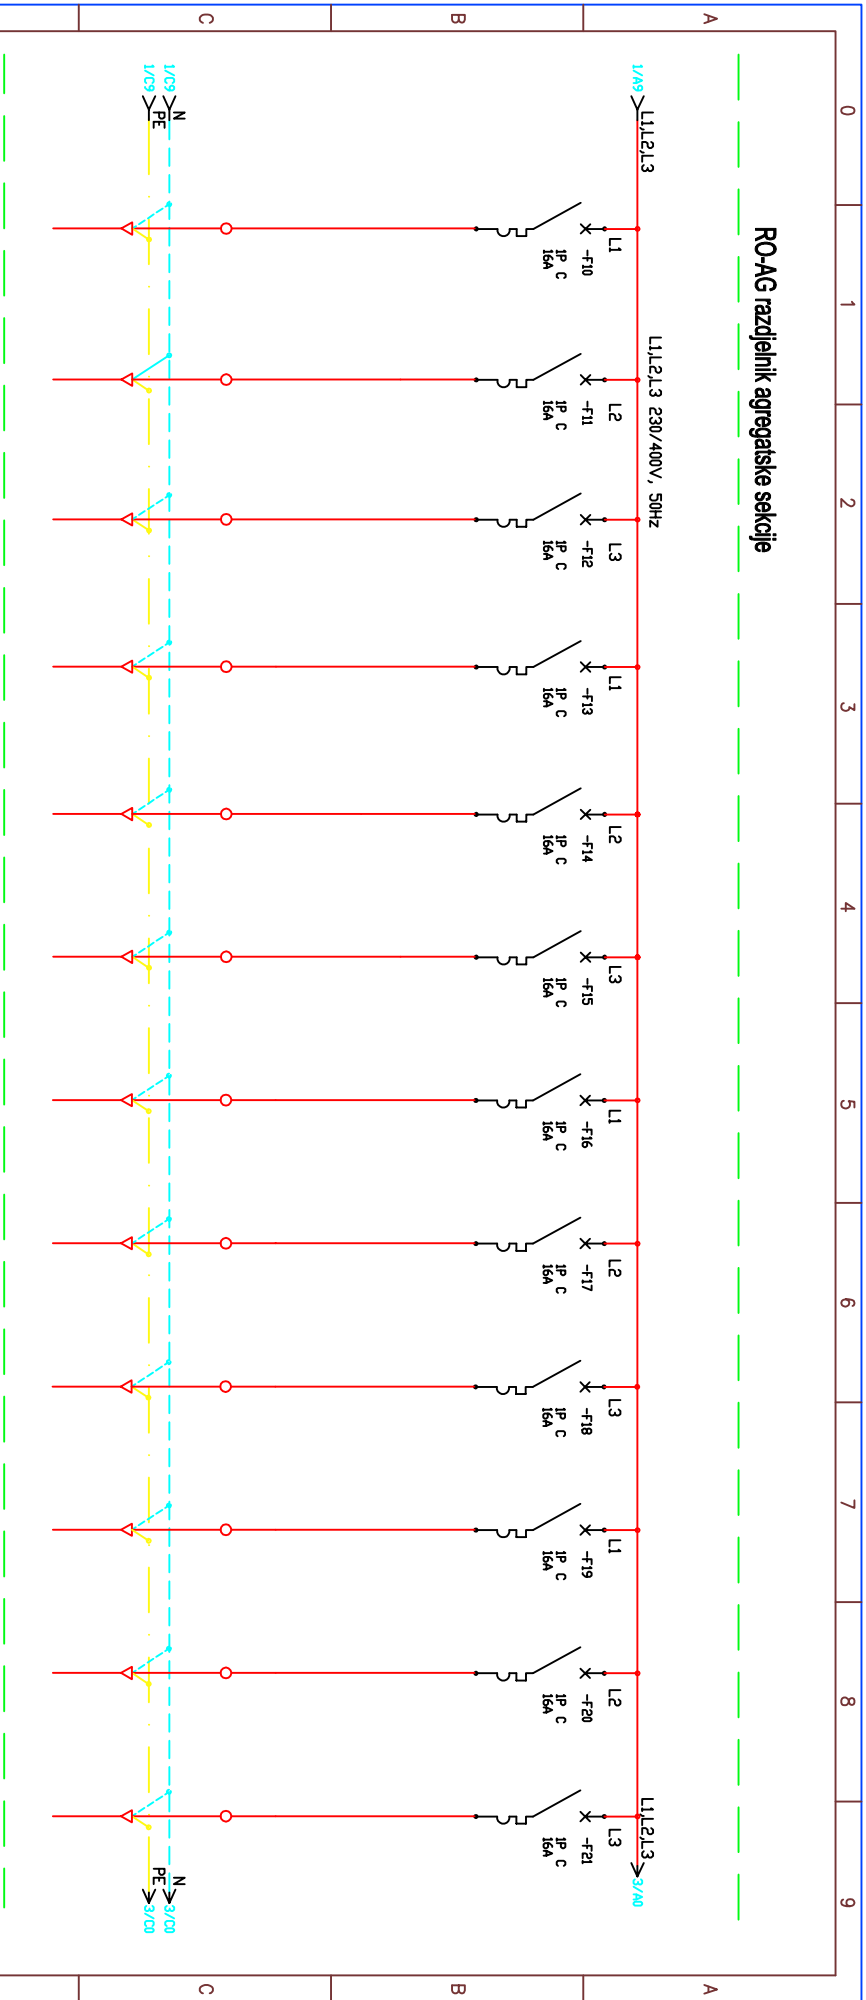 0 1 2 3 4 5 6 7 8 9
A A
RO-AG razdjelnik agregatske sekcije
L1,L2,L3 230/400V, 50Hz
1/A9 L1,L2,L3 L1,L2,L3 3/A0
L1 L2 L3 L1 L2 L3 L1 L2 L3 L1 L2 L3
-F10 -F11 -F12 -F13 -F14 -F15 -F16 -F17 -F18 -F19 -F20 -F21
1P C 1P C 1P C 1P C 1P C 1P C 1P C 1P C 1P C 1P C 1P C 1P C
16A 16A 16A 16A 16A 16A 16A 16A 16A 16A 16A 16A
B B
C C
1/C9 N N 3/C0
1/C9 PE PE 3/C0